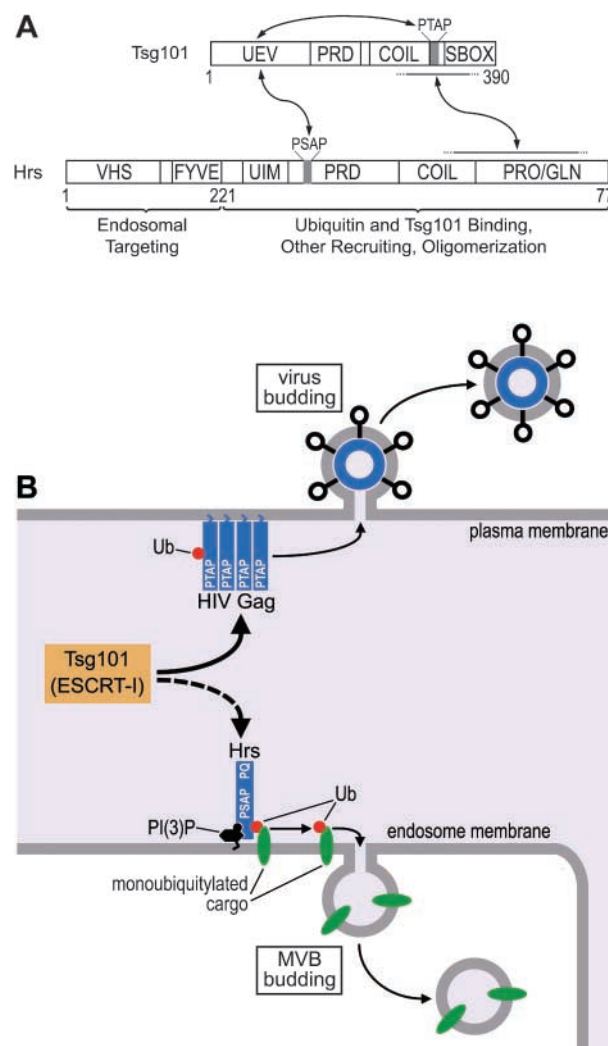 A
PTAP
Tsg101
UEV
PRD
COIL
SBOX
1
390
PSAP
Hrs
VHS
FYVE
UIM
PRD
COIL
PRO/GLN
1
221
Endosomal
Targeting
Ubiquitin and Tsg101 Binding,
Other Recruiting, Oligomerization
virus
budding
B
plasma membrane
Ub
PTAP
PTAP
PTAP
PTAP
HIV Gag
Tsg101
(ESCRT-I)
Hrs
PSAP PQ
Ub
PI(3)P
endosome membrane
monoubiquitylated
cargo
MVB
budding